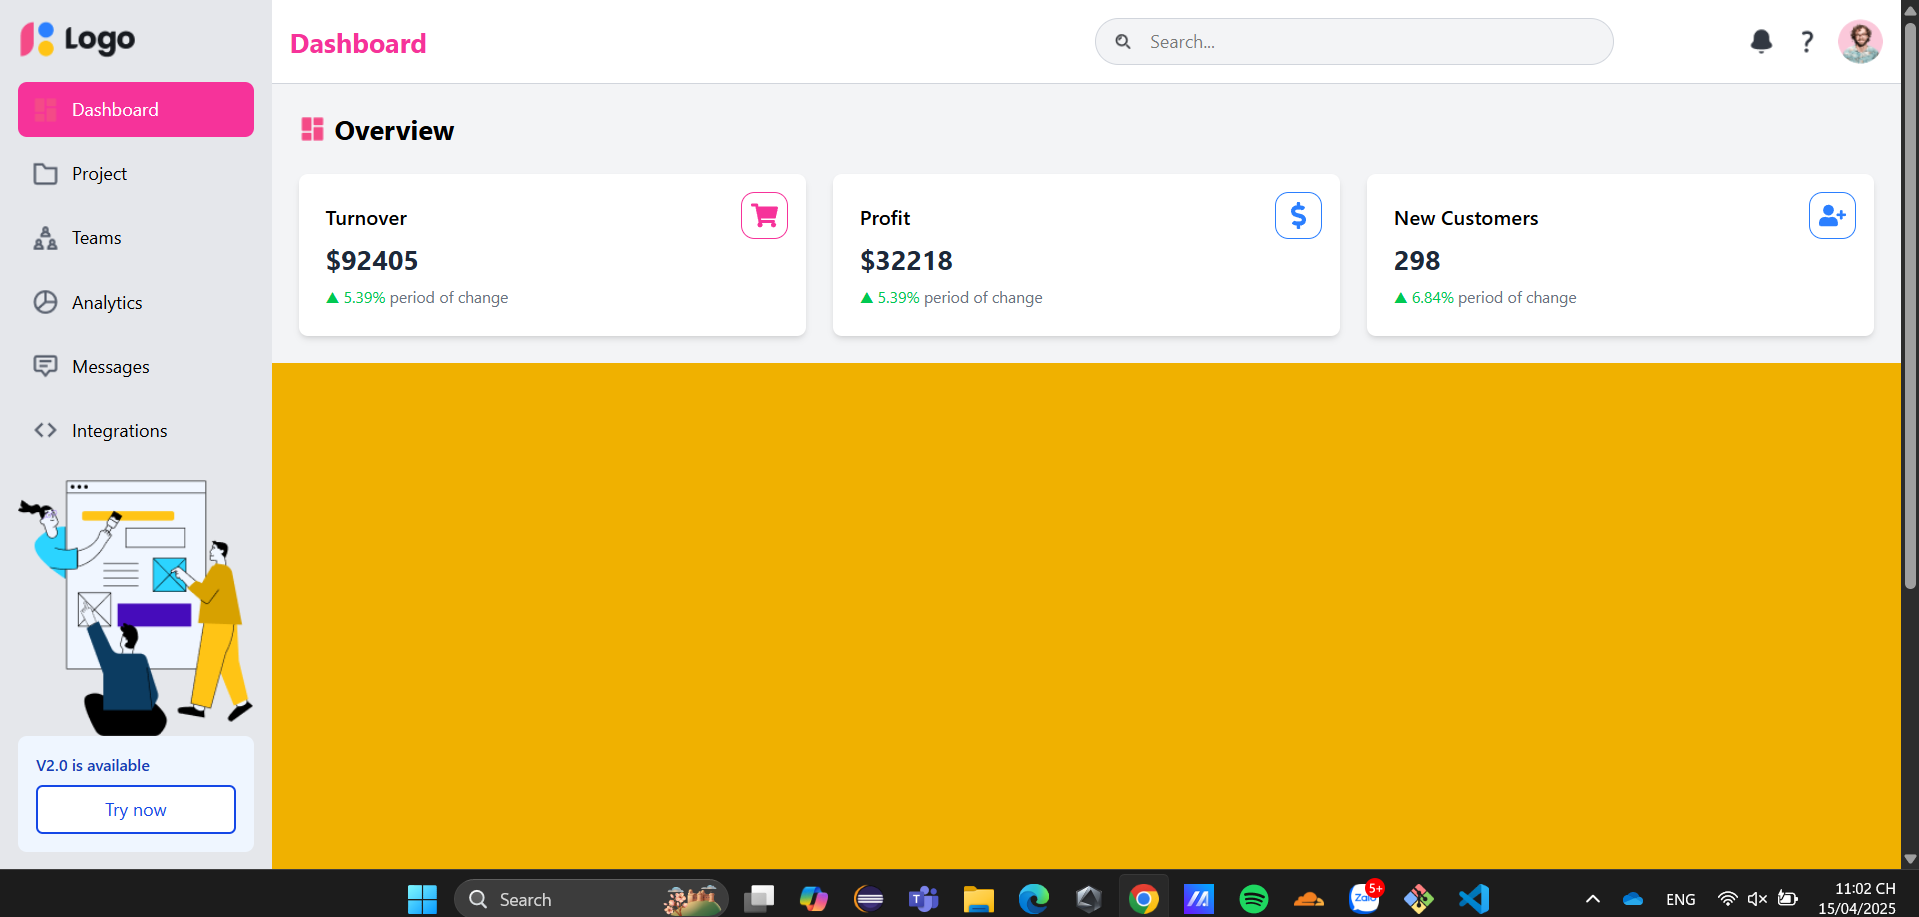 Logo
Dashboard
Project
Teams
Analytics
Messages
Integrations
V2.0 is available
Try now
Dashboard
Search...
?
Overview
Turnover
$92405
▲ 5.39% period of change
Profit
$
$32218
▲ 5.39% period of change
New Customers
298
▲ 6.84% period of change
Search
Zalo
5+
ENG
11:02 CH
15/04/2025